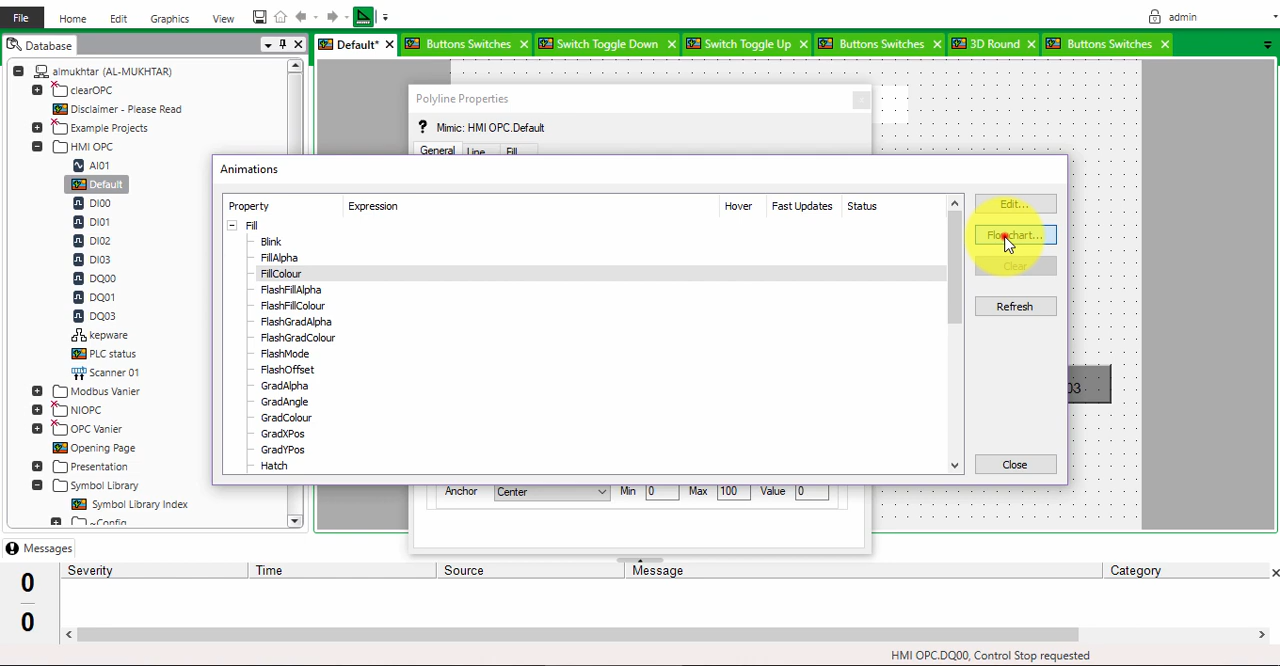 File Home Edit Graphics View admin
Database
Default* Buttons Switches Switch Toggle Down Switch Toggle Up Buttons Switches 3D Round Buttons Switches
almukhtar (AL-MUKHTAR)
clearOPC
Disclaimer - Please Read
Example Projects
HMI OPC
AI01
Default
DI00
DI01
DI02
DI03
DQ00
DQ01
DQ03
kepware
PLC status
Scanner 01
Modbus Vanier
NIOPC
OPC Vanier
Opening Page
Presentation
Symbol Library
Symbol Library Index
~Config
Polyline Properties
? Mimic: HMI OPC.Default
General Line Fill
Animations
Property Expression Hover Fast Updates Status
Fill
Blink
FillAlpha
FillColour
FlashFillAlpha
FlashFillColour
FlashGradAlpha
FlashGradColour
FlashMode
FlashOffset
GradAlpha
GradAngle
GradColour
GradXPos
GradYPos
Hatch
Edit...
Flowchart...
Clear
Refresh
Close
03
Anchor Center Min 0 Max 100 Value 0
Messages
Severity Time Source Message Category
0
0
HMI OPC.DQ00, Control Stop requested